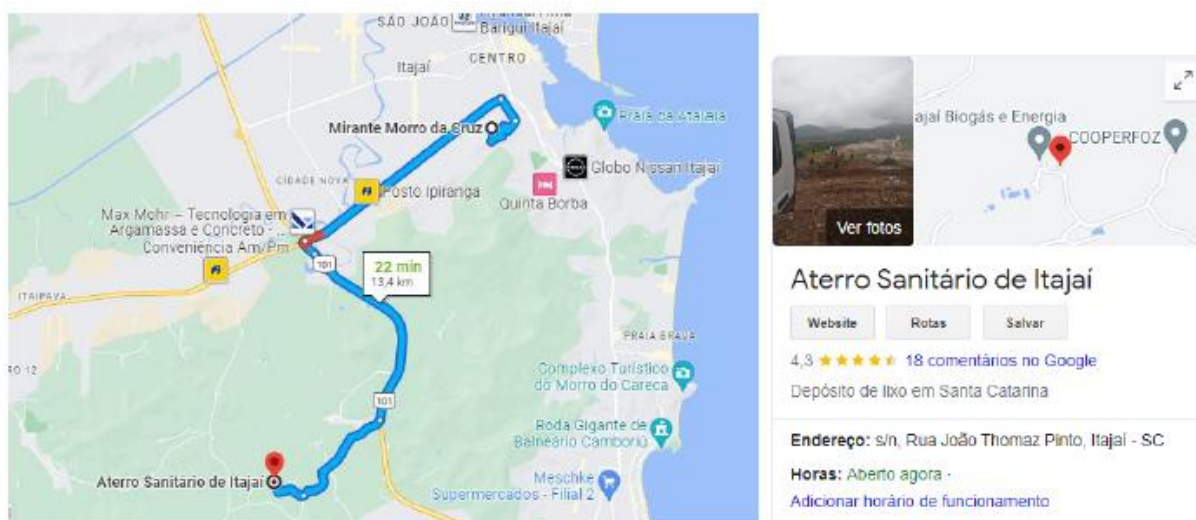 SÃO JOÃO
Barigui Itajaí
CENTRO
Itajaí
Mirante Morro da Cruz
Praia da Atalaia
Globo Nissan Itajaí
CIDADE NOVA
Posto Ipiranga
Quinta Borba
Max Mohr – Tecnologia em
Argamassa e Concreto - ...
Conveniência Am/Pm
101
22 min
13,4 km
ITAIPAVA
PRAIA BRAVA
RO 12
Complexo Turístico
do Morro do Careca
101
Roda Gigante de
Balneário Camboriú
Aterro Sanitário de Itajaí
Meschke
Supermercados - Filial 2
Ver fotos
ajaí Biogás e Energia
COOPERFOZ
Aterro Sanitário de Itajaí
Website Rotas Salvar
4,3 18 comentários no Google
Depósito de lixo em Santa Catarina
Endereço: s/n, Rua João Thomaz Pinto, Itajaí - SC
Horas: Aberto agora ·
Adicionar horário de funcionamento